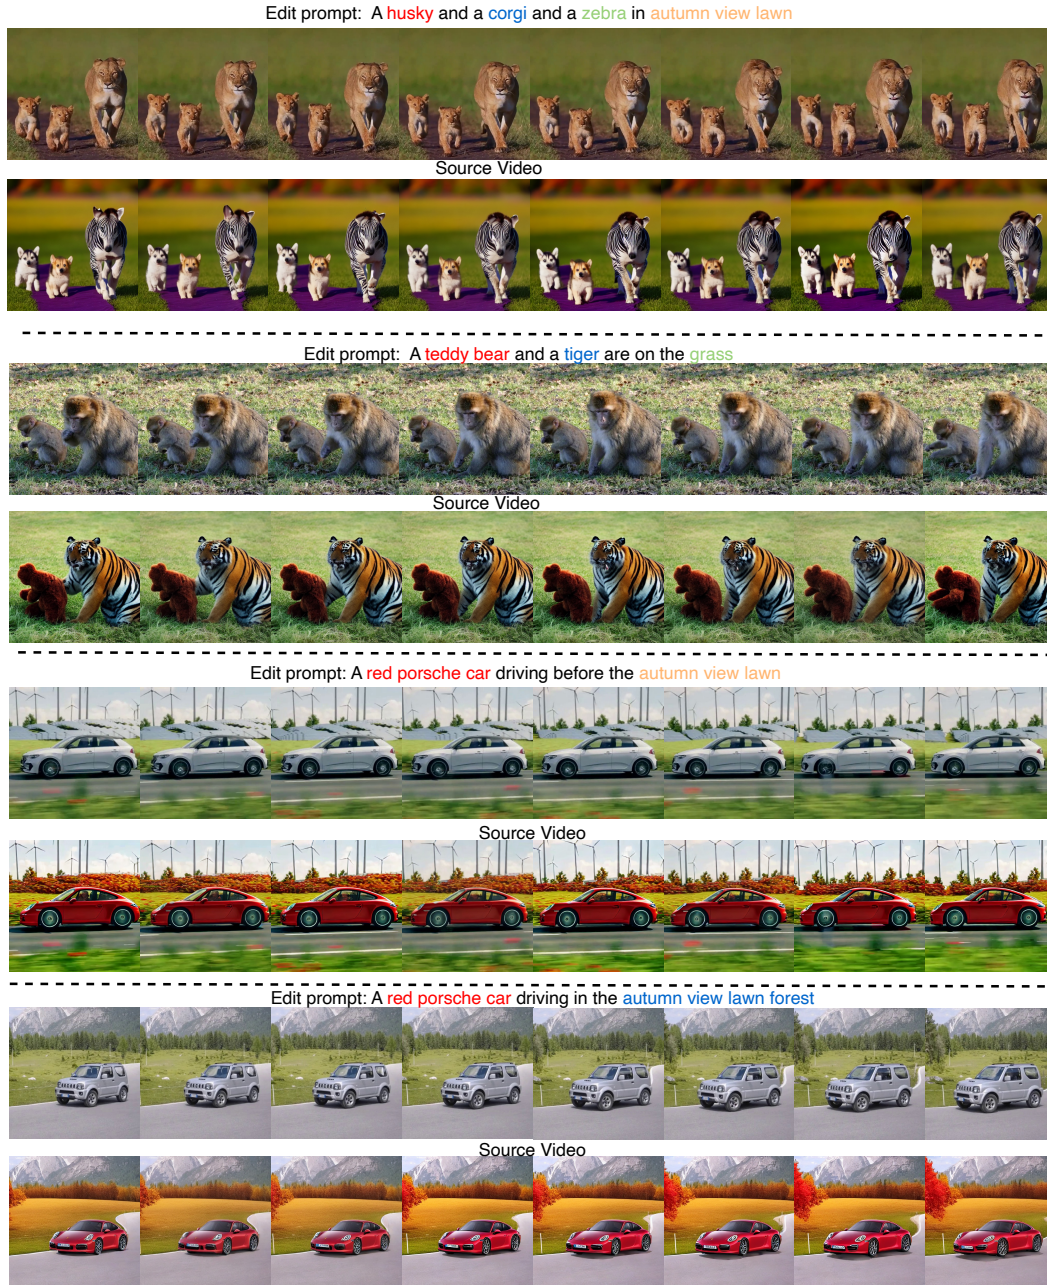 Edit prompt: A husky and a corgi and a zebra in autumn view lawn
Source Video
Edit prompt: A teddy bear and a tiger are on the grass
Source Video
Edit prompt: A red porsche car driving before the autumn view lawn
Source Video
Edit prompt: A red porsche car driving in the autumn view lawn forest
Source Video